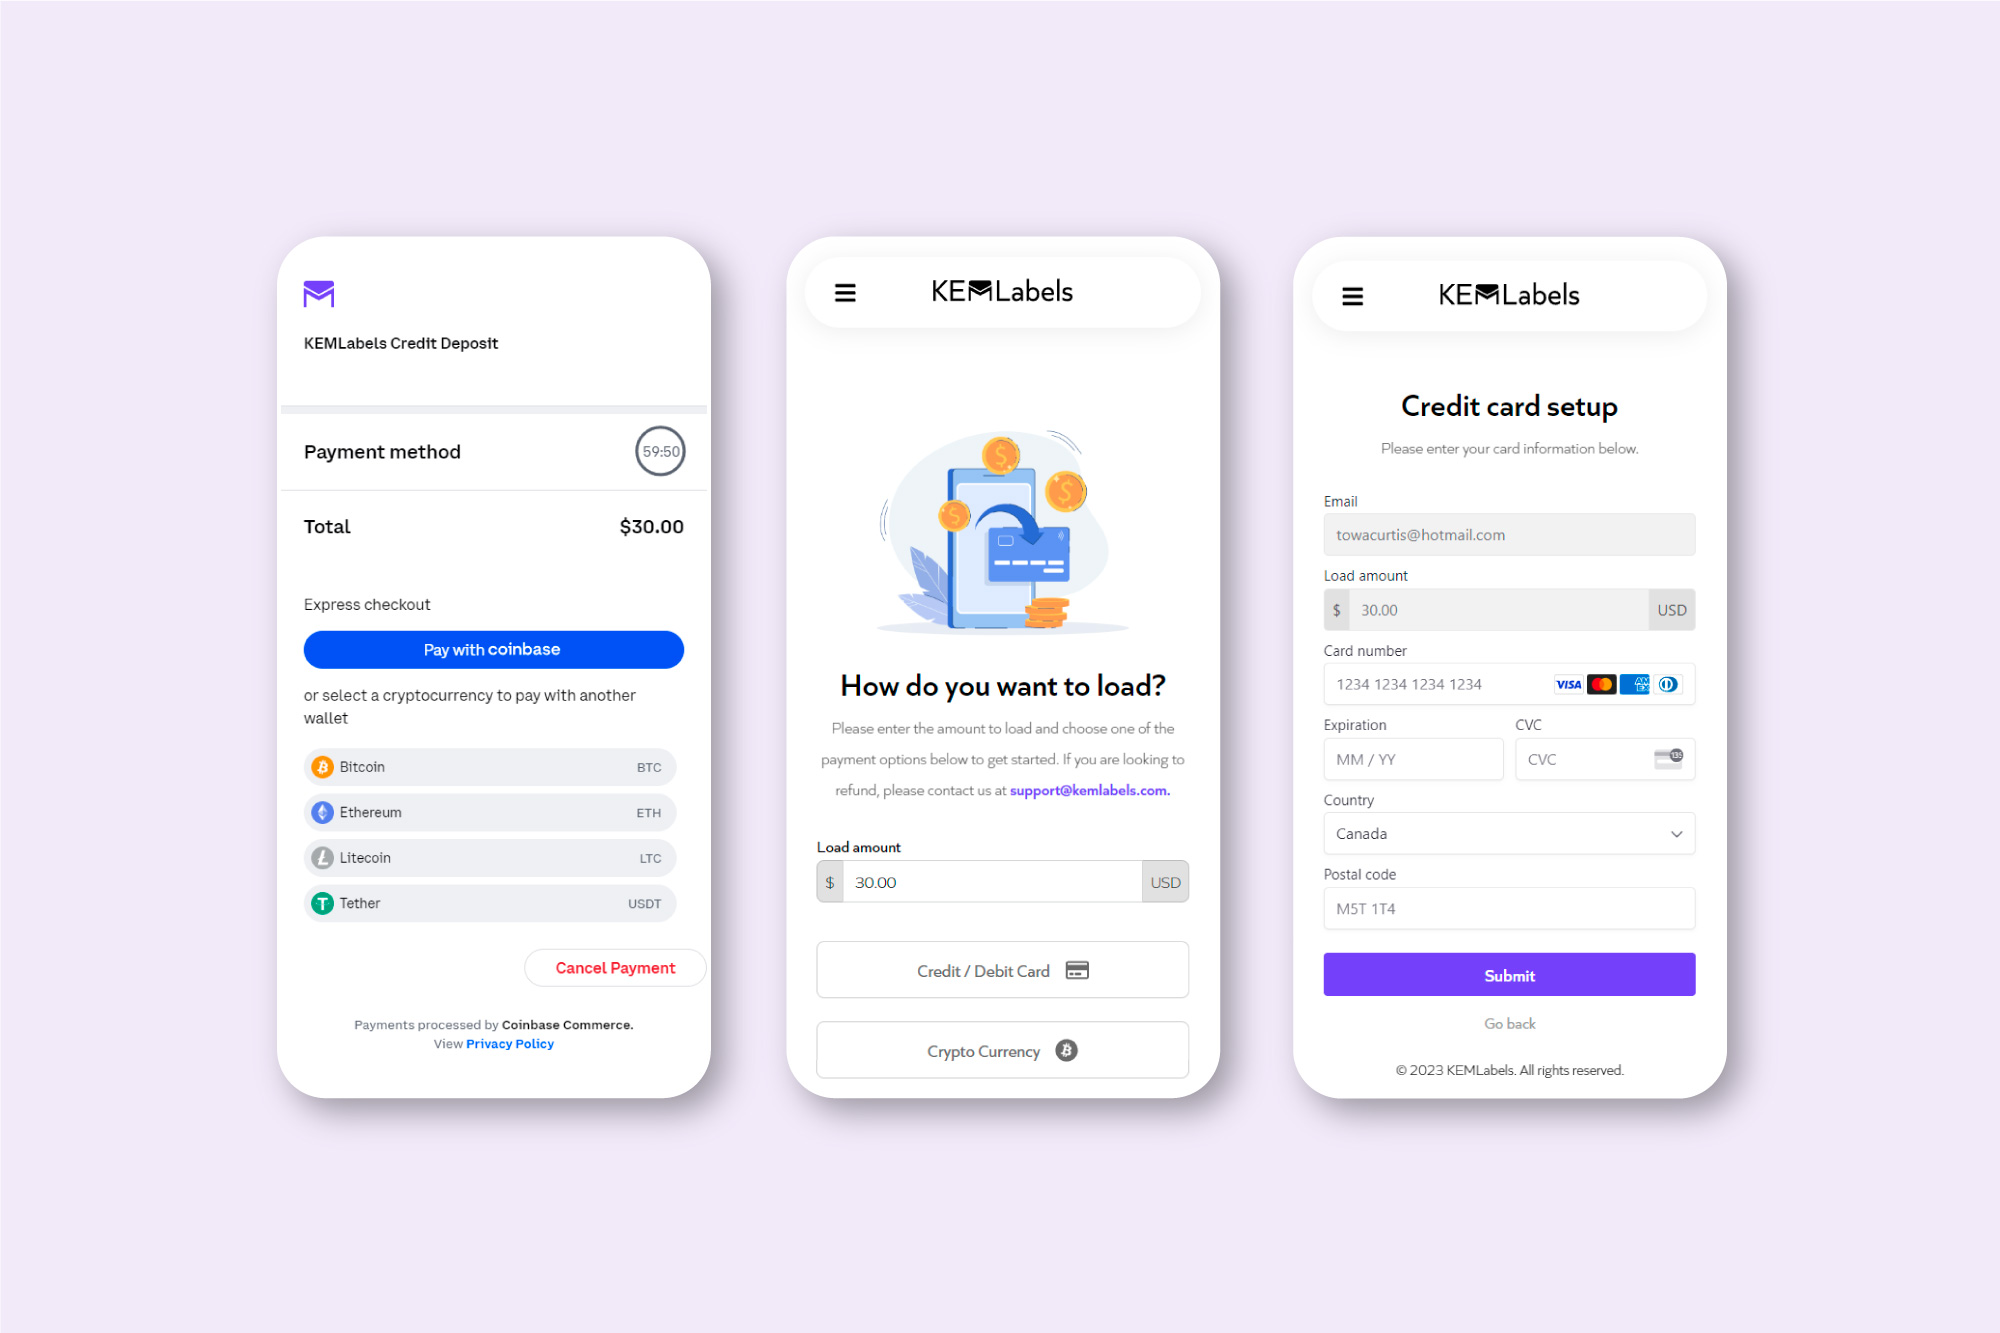 KEMLabels Credit Deposit
Payment method
59:50
Total
$30.00
Express checkout
Pay with coinbase
or select a cryptocurrency to pay with another
wallet
Bitcoin
BTC
Ethereum
ETH
Litecoin
LTC
Tether
USDT
Cancel Payment
Payments processed by Coinbase Commerce.
View Privacy Policy
KEMLabels
How do you want to load?
Please enter the amount to load and choose one of the
payment options below to get started. If you are looking to
refund, please contact us at support@kemlabels.com.
Load amount
$ 30.00 USD
Credit / Debit Card
Crypto Currency
KEMLabels
Credit card setup
Please enter your card information below.
Email
towacurtis@hotmail.com
Load amount
$ 30.00 USD
Card number
1234 1234 1234 1234 VISA AM EX
Expiration
CVC
MM / YY
CVC 135
Country
Canada
Postal code
M5T 1T4
Submit
Go back
© 2023 KEMLabels. All rights reserved.